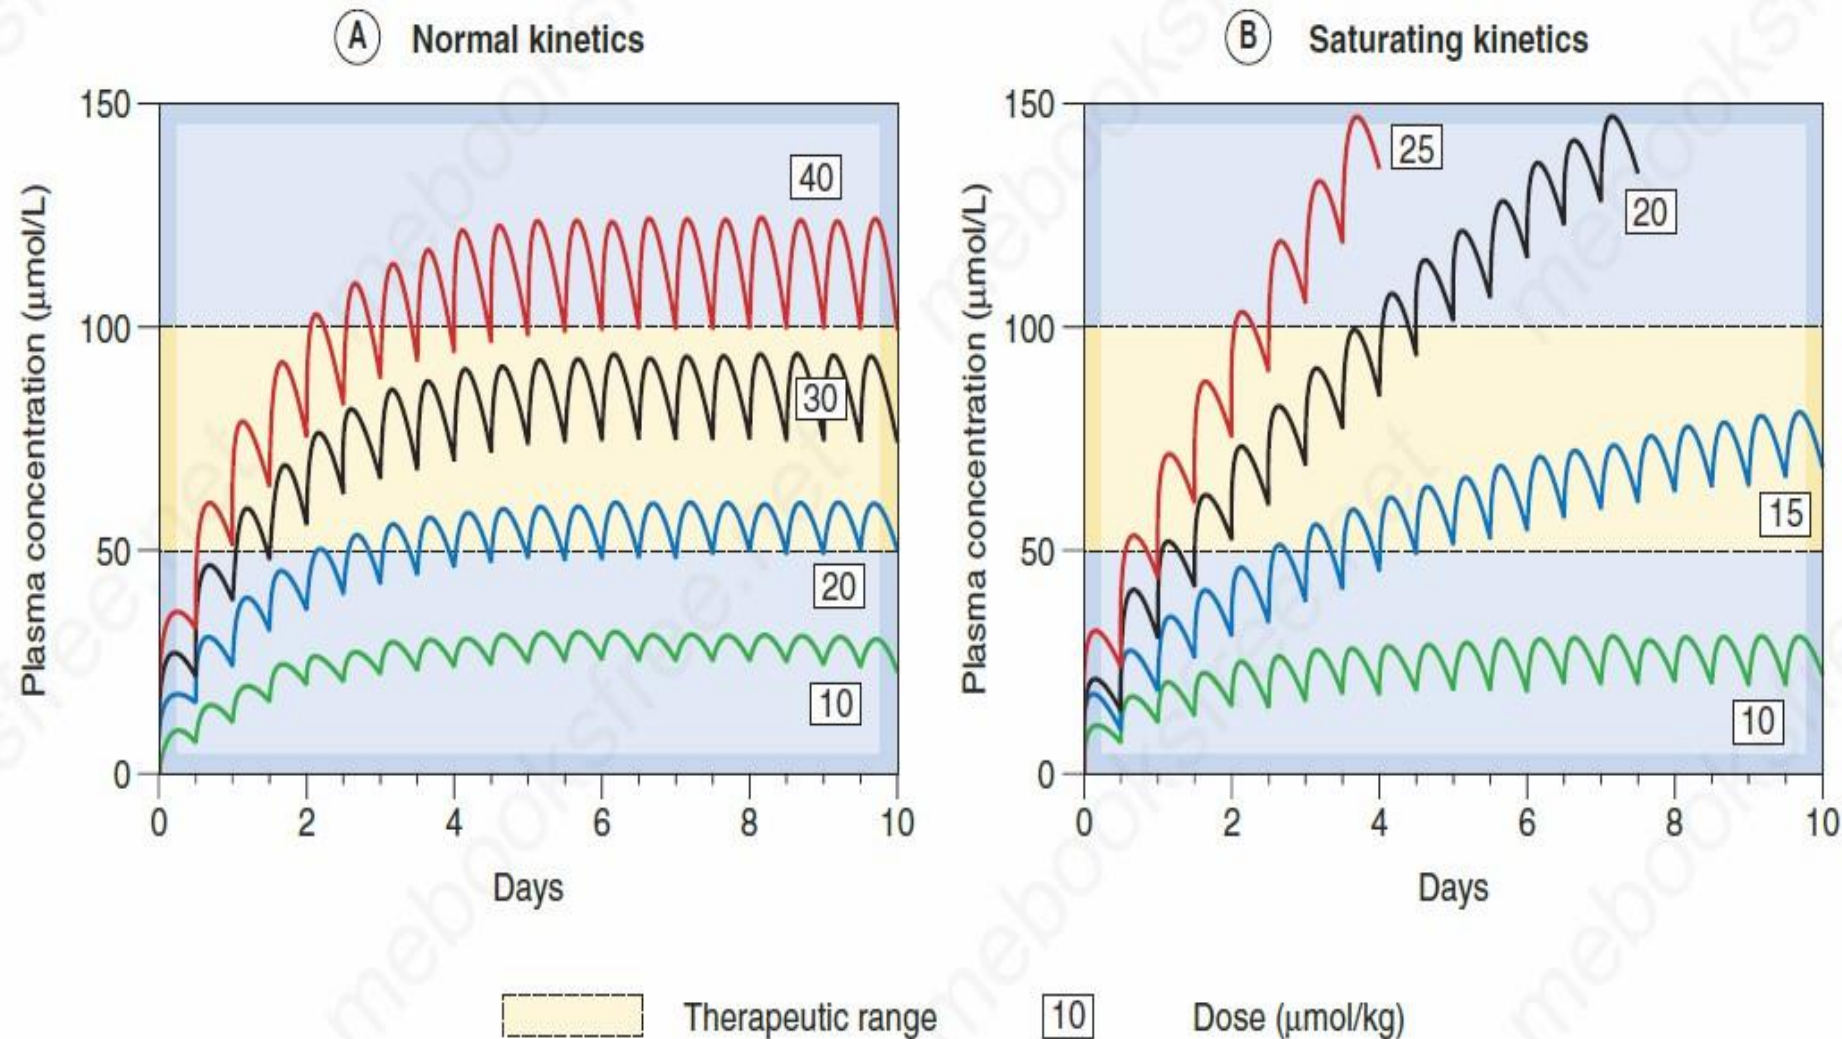 A Normal kinetics
150
100
50
0
Plasma concentration (μmol/L)
40
30
20
10
0 2 4 6 8 10
Days
B Saturating kinetics
150
100
50
0
Plasma concentration (μmol/L)
25
20
15
10
0 2 4 6 8 10
Days
Therapeutic range
10 Dose (μmol/kg)
mebooksfree.net